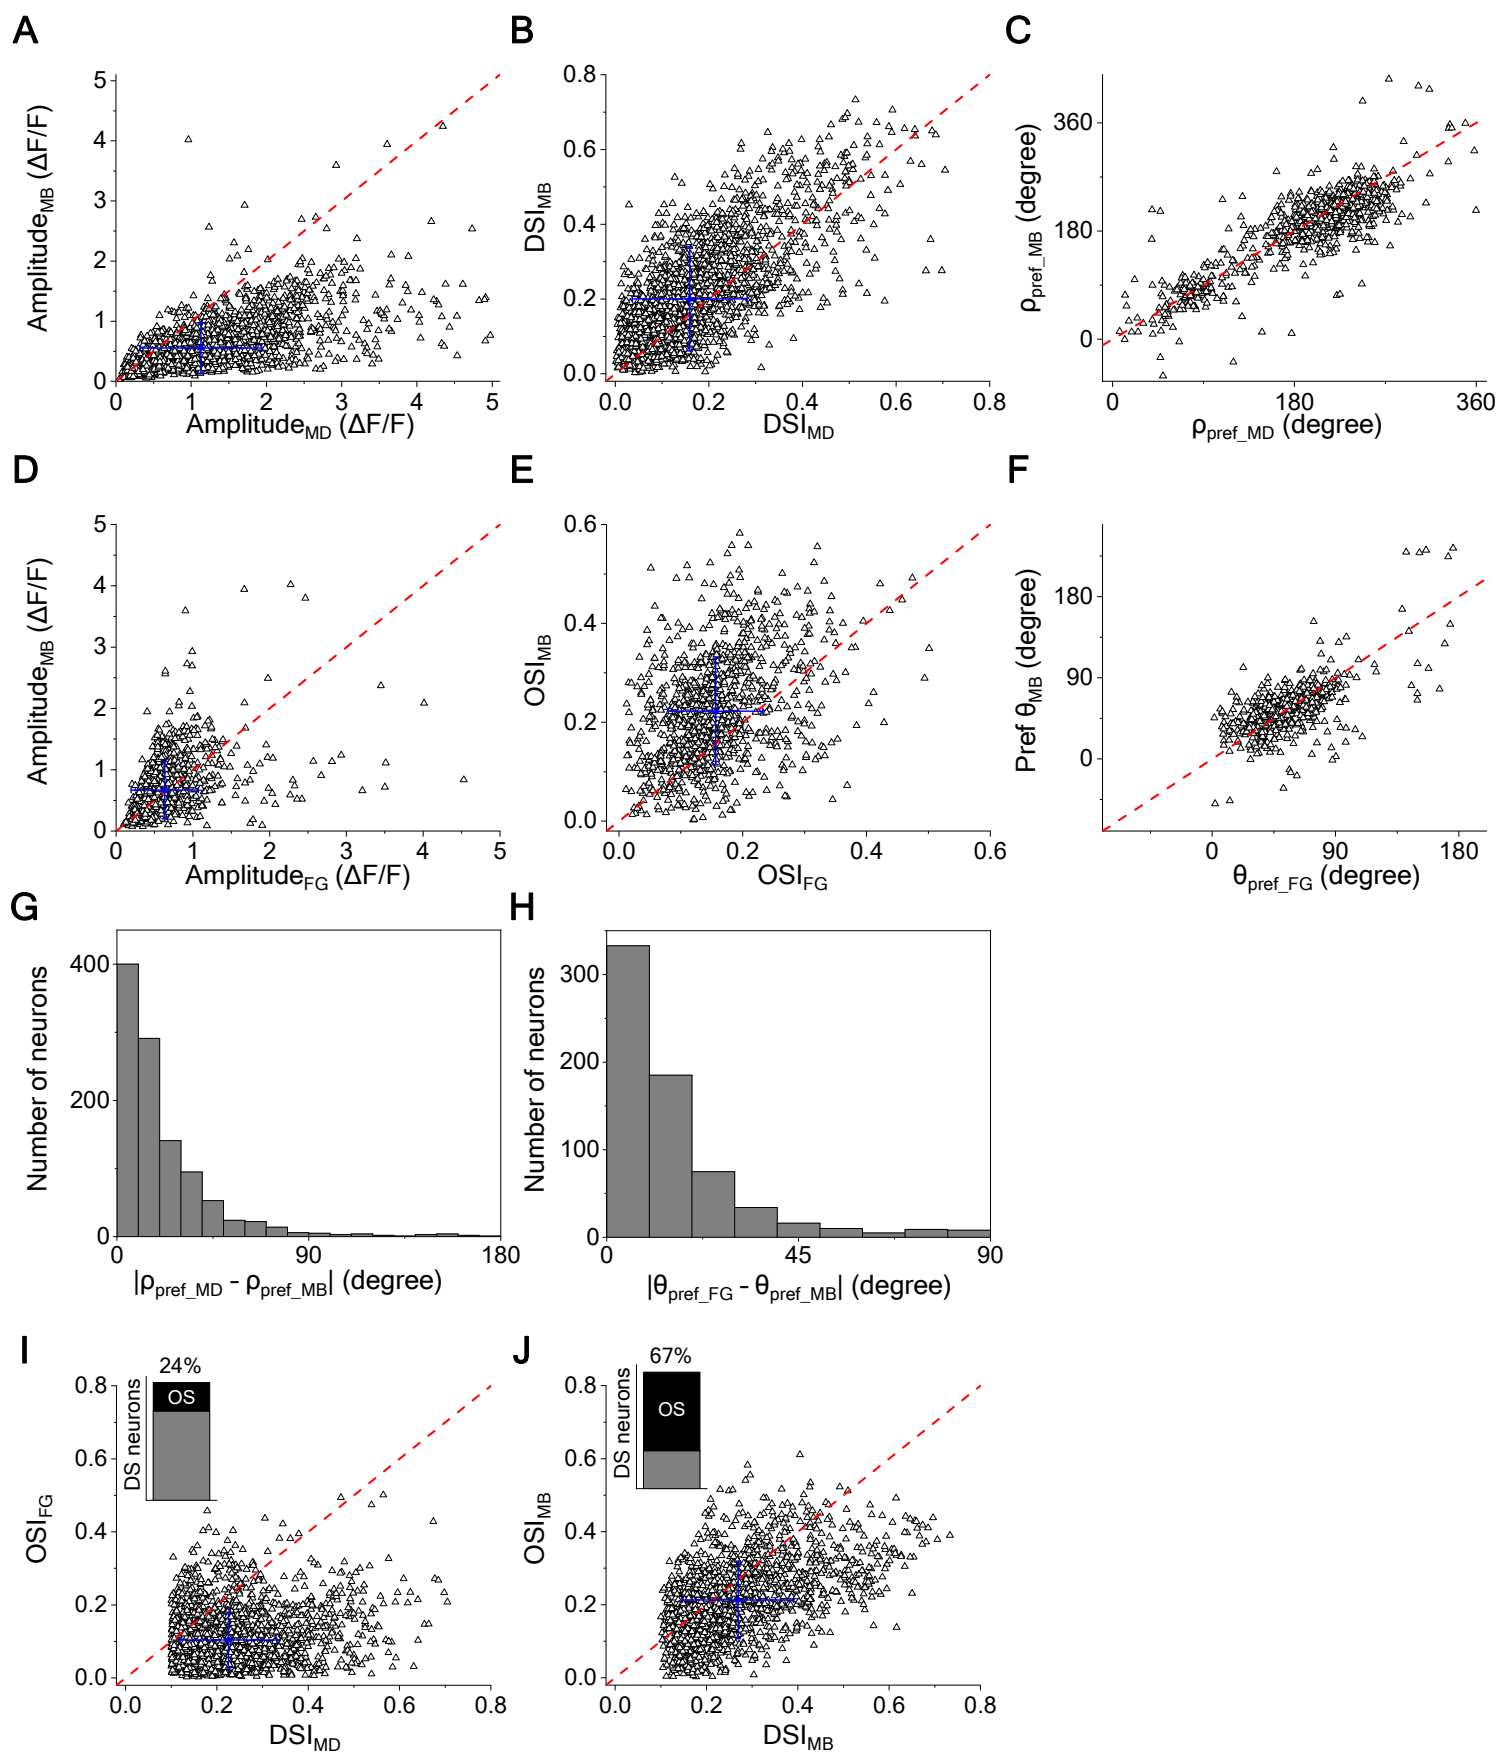 A
Amplitude_MB (ΔF/F)
5
4
3
2
1
0
0 1 2 3 4 5
Amplitude_MD (ΔF/F)
B
DSI_MB
0.8
0.6
0.4
0.2
0.0
0.0 0.2 0.4 0.6 0.8
DSI_MD
C
ρpref_MB (degree)
360
180
0
0 180 360
ρpref_MD (degree)
D
Amplitude_MB (ΔF/F)
5
4
3
2
1
0
0 1 2 3 4 5
Amplitude_FG (ΔF/F)
E
OSI_MB
0.6
0.4
0.2
0.0
0.0 0.2 0.4 0.6
OSI_FG
F
Pref θ_MB (degree)
180
90
0
0 90 180
θpref_FG (degree)
G
Number of neurons
400
200
0
0 90 180
|ρpref_MD - ρpref_MB| (degree)
H
Number of neurons
300
200
100
0
0 45 90
|θpref_FG - θpref_MB| (degree)
I
24%
OS
DS neurons
OSI_FG
0.8
0.6
0.4
0.2
0.0
0.0 0.2 0.4 0.6 0.8
DSI_MD
J
67%
OS
DS neurons
OSI_MB
0.8
0.6
0.4
0.2
0.0
0.0 0.2 0.4 0.6 0.8
DSI_MB